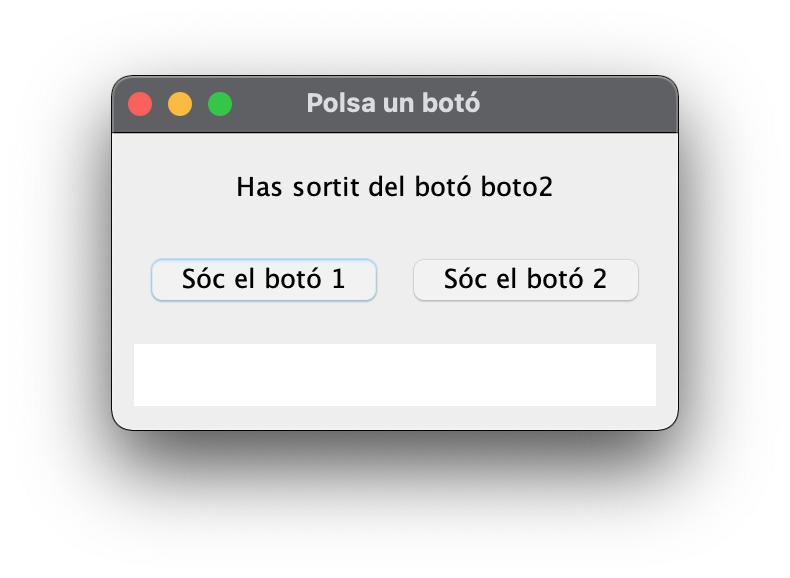 Polsa un botó
Has sortit del botó boto2
Sóc el botó 1
Sóc el botó 2